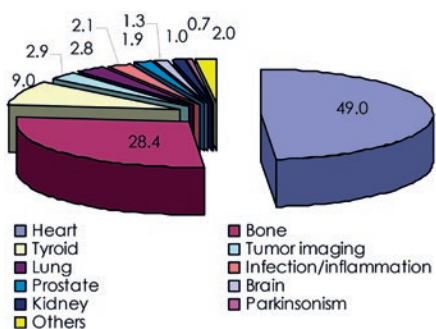 1.3 0.7
2.1 1.9 1.0 2.0
2.9 2.8
9.0
49.0
28.4
Heart Bone
Tyroid Tumor imaging
Lung Infection/inflammation
Prostate Brain
Kidney Parkinsonism
Others